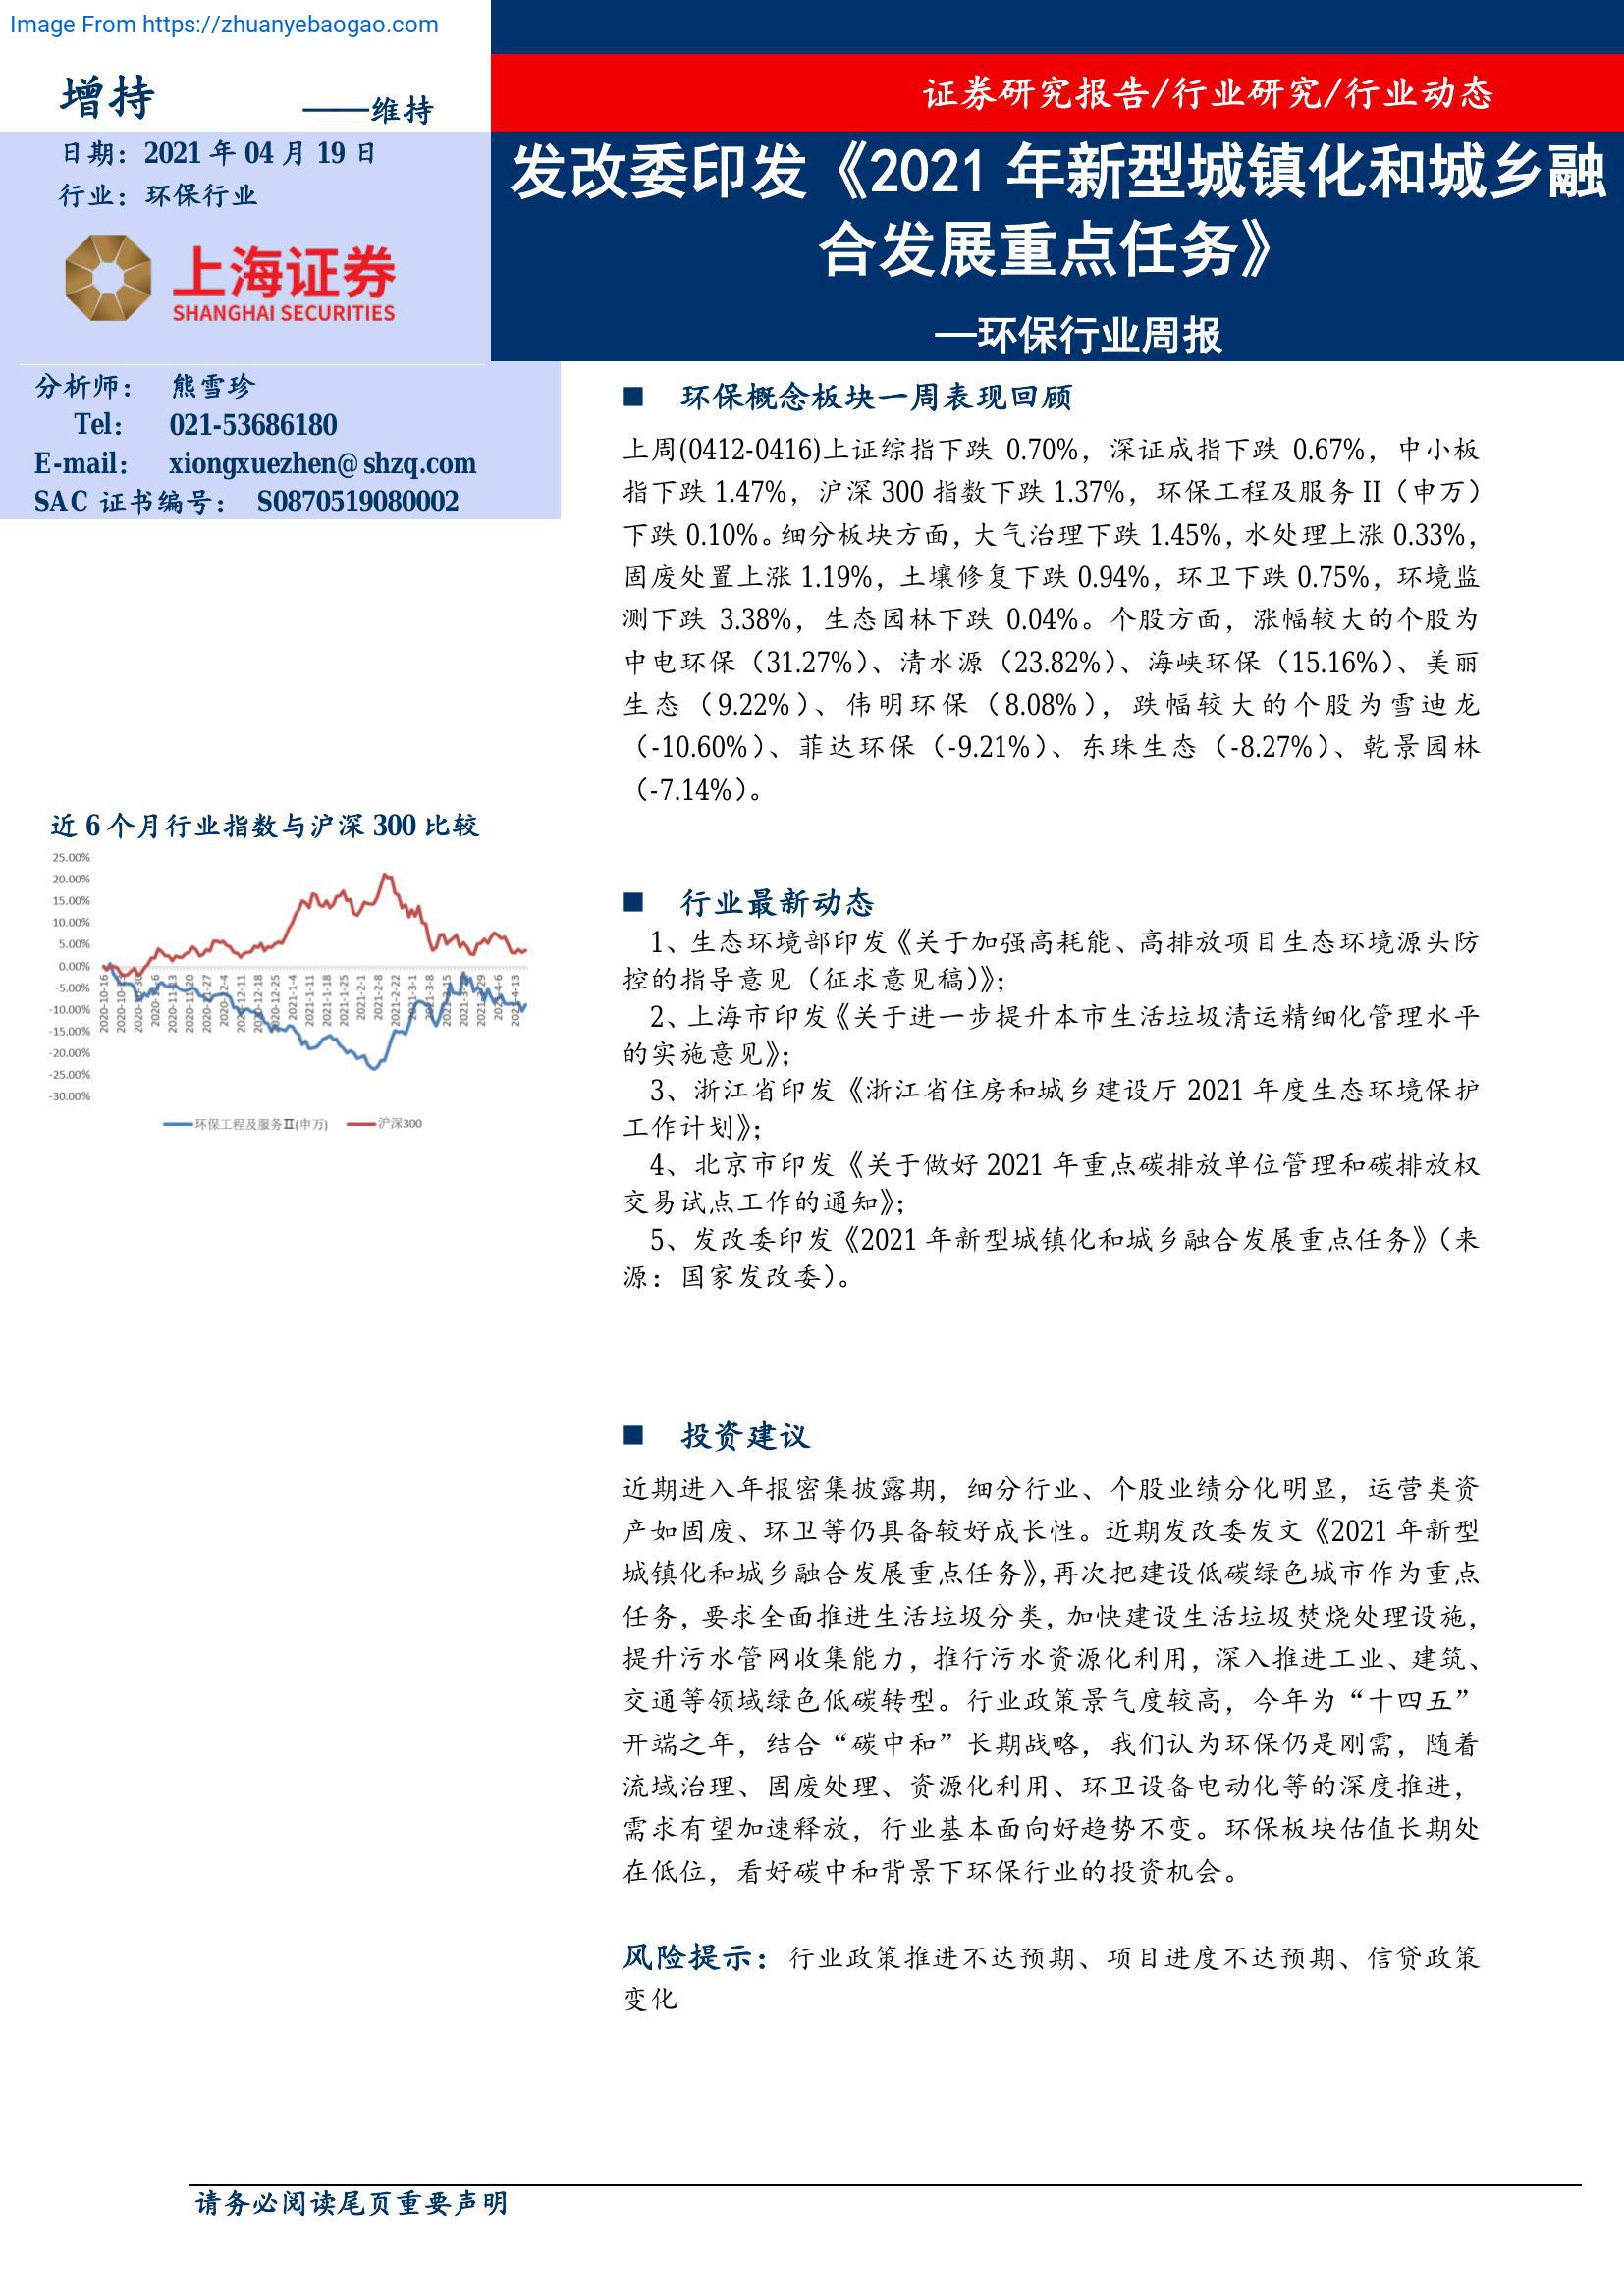 Image From https://zhuanyebaogao.com
增持 ——维持
日期：2021 年 04 月 19 日
行业：环保行业
上海证券
SHANGHAI SECURITIES
证券研究报告/行业研究/行业动态
发改委印发《2021 年新型城镇化和城乡融
合发展重点任务》
—环保行业周报
分析师： 熊雪珍
Tel： 021-53686180
E-mail： xiongxuezhen@shzq.com
SAC 证书编号： S0870519080002
近 6 个月行业指数与沪深 300 比较
25.00%
20.00%
15.00%
10.00%
5.00%
0.00%
-5.00%
-10.00%
-15.00%
-20.00%
-25.00%
-30.00%
2020-10-16
2020-11-13
2020-11-20
2020-11-27
2020-12-4
2020-12-11
2020-12-18
2020-12-25
2021-1-4
2021-1-11
2021-1-18
2021-1-25
2021-2-1
2021-2-8
2021-2-22
2021-3-1
2021-3-8
环保工程及服务Ⅱ(申万) 沪深300
■ 环保概念板块一周表现回顾
上周(0412-0416)上证综指下跌 0.70%，深证成指下跌 0.67%，中小板
指下跌 1.47%，沪深 300 指数下跌 1.37%，环保工程及服务 II（申万）
下跌 0.10%。细分板块方面，大气治理下跌 1.45%，水处理上涨 0.33%，
固废处置上涨 1.19%，土壤修复下跌 0.94%，环卫下跌 0.75%，环境监
测下跌 3.38%，生态园林下跌 0.04%。个股方面，涨幅较大的个股为
中电环保（31.27%）、清水源（23.82%）、海峡环保（15.16%）、美丽
生态（9.22%）、伟明环保（8.08%），跌幅较大的个股为雪迪龙
（-10.60%）、菲达环保（-9.21%）、东珠生态（-8.27%）、乾景园林
（-7.14%）。
■ 行业最新动态
1、生态环境部印发《关于加强高耗能、高排放项目生态环境源头防
控的指导意见（征求意见稿）》；
2、上海市印发《关于进一步提升本市生活垃圾清运精细化管理水平
的实施意见》；
3、浙江省印发《浙江省住房和城乡建设厅 2021 年度生态环境保护
工作计划》；
4、北京市印发《关于做好 2021 年重点碳排放单位管理和碳排放权
交易试点工作的通知》；
5、发改委印发《2021 年新型城镇化和城乡融合发展重点任务》（来
源：国家发改委）。
■ 投资建议
近期进入年报密集披露期，细分行业、个股业绩分化明显，运营类资
产如固废、环卫等仍具备较好成长性。近期发改委发文《2021 年新型
城镇化和城乡融合发展重点任务》，再次把建设低碳绿色城市作为重点
任务，要求全面推进生活垃圾分类，加快建设生活垃圾焚烧处理设施，
提升污水管网收集能力，推行污水资源化利用，深入推进工业、建筑、
交通等领域绿色低碳转型。行业政策景气度较高，今年为“十四五”
开端之年，结合“碳中和”长期战略，我们认为环保仍是刚需，随着
流域治理、固废处理、资源化利用、环卫设备电动化等的深度推进，
需求有望加速释放，行业基本面向好趋势不变。环保板块估值长期处
在低位，看好碳中和背景下环保行业的投资机会。
风险提示：行业政策推进不达预期、项目进度不达预期、信贷政策
变化
请务必阅读尾页重要声明